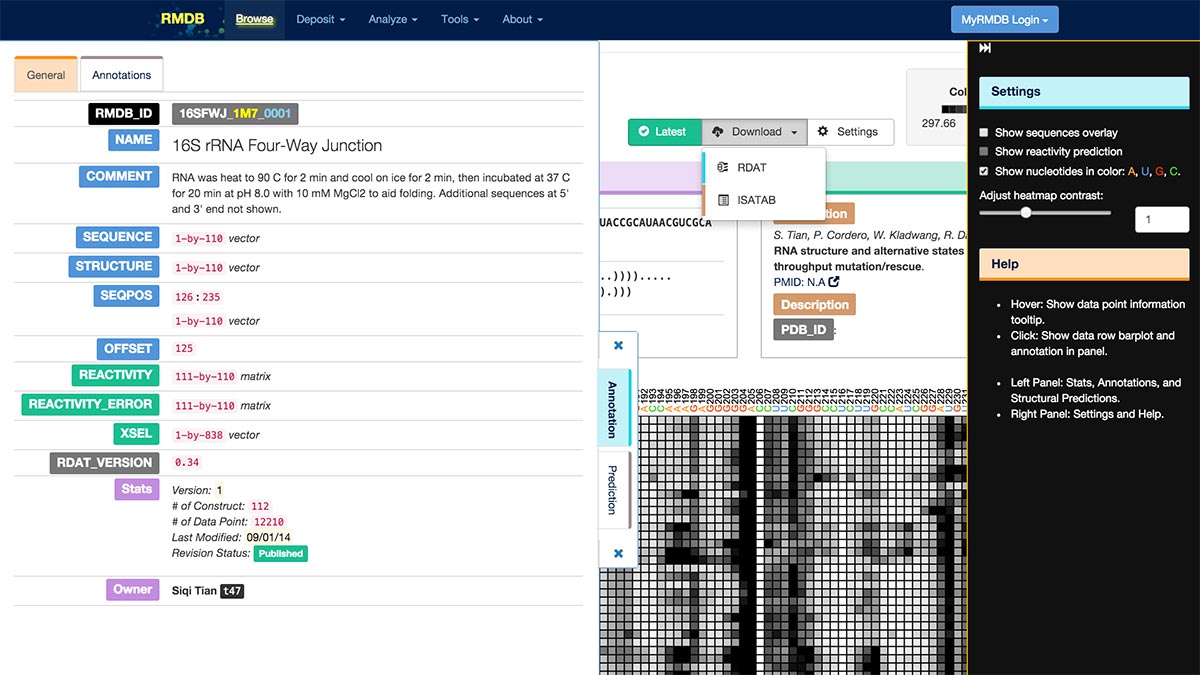 RMDB Browse Deposit Analyze Tools About MyRMDB Login
General Annotations
RMDB_ID 16SFWJ_1M7_0001
NAME 16S rRNA Four-Way Junction
COMMENT RNA was heat to 90 C for 2 min and cool on ice for 2 min, then incubated at 37 C
for 20 min at pH 8.0 with 10 mM MgCl2 to aid folding. Additional sequences at 5'
and 3' end not shown.
SEQUENCE 1-by-110 vector
STRUCTURE 1-by-110 vector
SEQPOS 126:235
1-by-110 vector
OFFSET 125
REACTIVITY 111-by-110 matrix
REACTIVITY_ERROR 111-by-110 matrix
XSEL 1-by-838 vector
RDAT_VERSION 0.34
Stats Version: 1
# of Construct: 112
# of Data Point: 12210
Last Modified: 09/01/14
Revision Status: Published
Owner Siqi Tian t47
Latest Download Settings
RDAT
ISATAB
Col
297.66
UACCGCAUAACGUCGCA
..)))).....
).)))
tion
S. Tian, P. Cordero, W. Kladwang, R. D
RNA structure and alternative states
throughput mutation/rescue.
PMID: N.A
Description
PDB_ID :
Annotation
Prediction
Settings
Show sequences overlay
Show reactivity prediction
Show nucleotides in color: A, U, G, C.
Adjust heatmap contrast:
1
Help
Hover: Show data point information
tooltip.
Click: Show data row barplot and
annotation in panel.
Left Panel: Stats, Annotations, and
Structural Predictions.
Right Panel: Settings and Help.